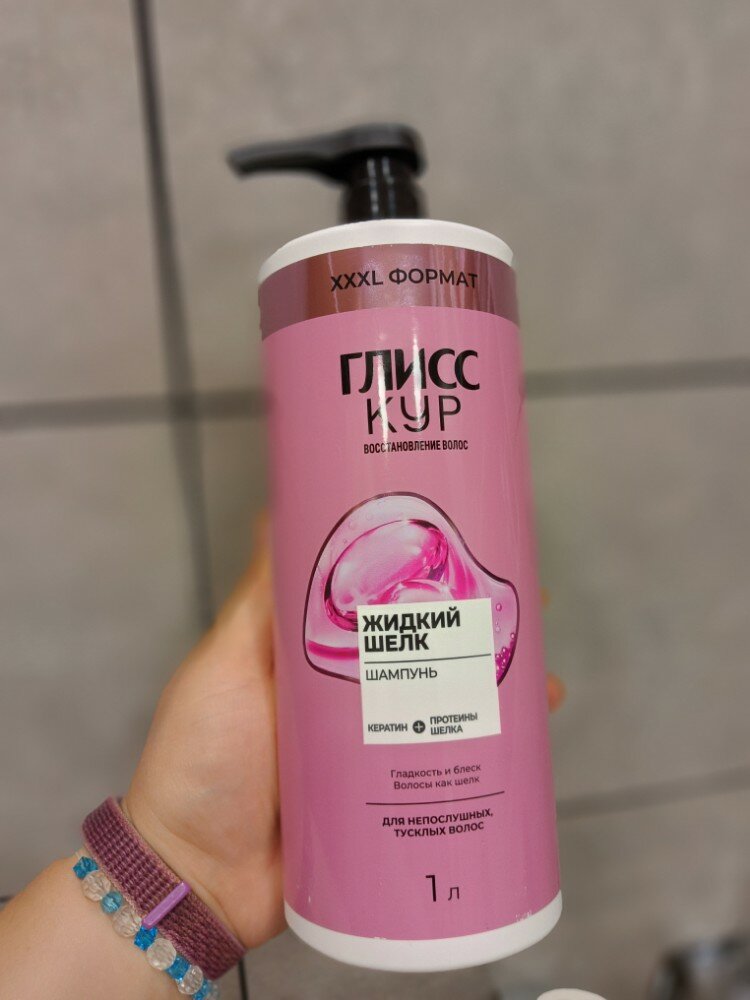 XXXL ФОРМАТ
ГЛИСС
КУР
ВОССТАНОВЛЕНИЕ ВОЛОС
ЖИДКИЙ
ШЕЛК
ШАМПУНЬ
КЕРАТИН + ПРОТЕИНЫ
ШЕЛКА
Гладкость и блеск
Волосы как шелк
ДЛЯ НЕПОСЛУШНЫХ,
ТУСКЛЫХ ВОЛОС
1 л